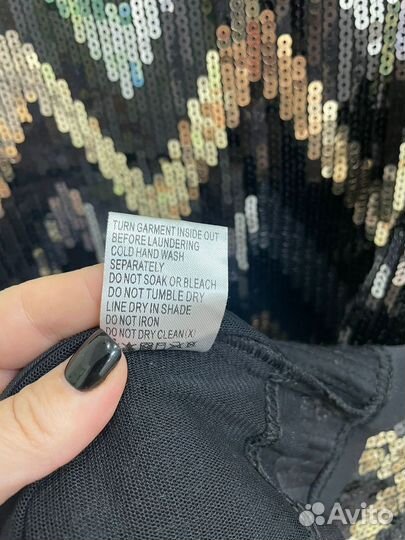 TURN GARMENT INSIDE OUT
BEFORE LAUNDERING
COLD HAND WASH
SEPARATELY
DO NOT SOAK OR BLEACH
DO NOT TUMBLE DRY
LINE DRY IN SHADE
DO NOT IRON
DO NOT DRY CLEAN (X)
Avito